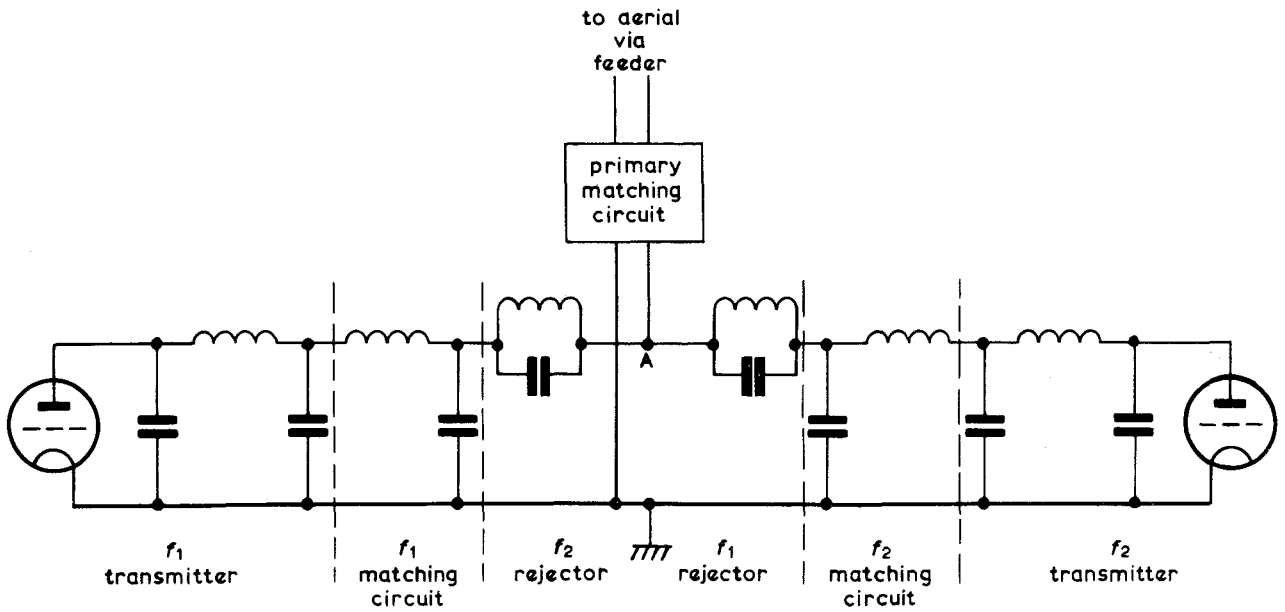 to aerial
via
feeder
primary
matching
circuit
A
f₁
transmitter
f₁
matching
circuit
f₂
rejector
f₁
rejector
f₂
matching
circuit
f₂
transmitter